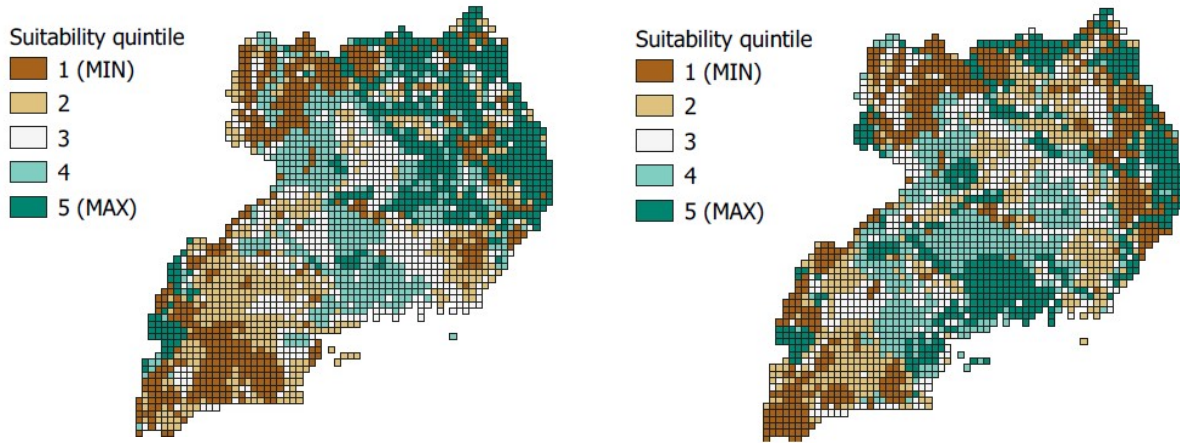 Suitability quintile
1 (MIN)
2
3
4
5 (MAX)
Suitability quintile
1 (MIN)
2
3
4
5 (MAX)